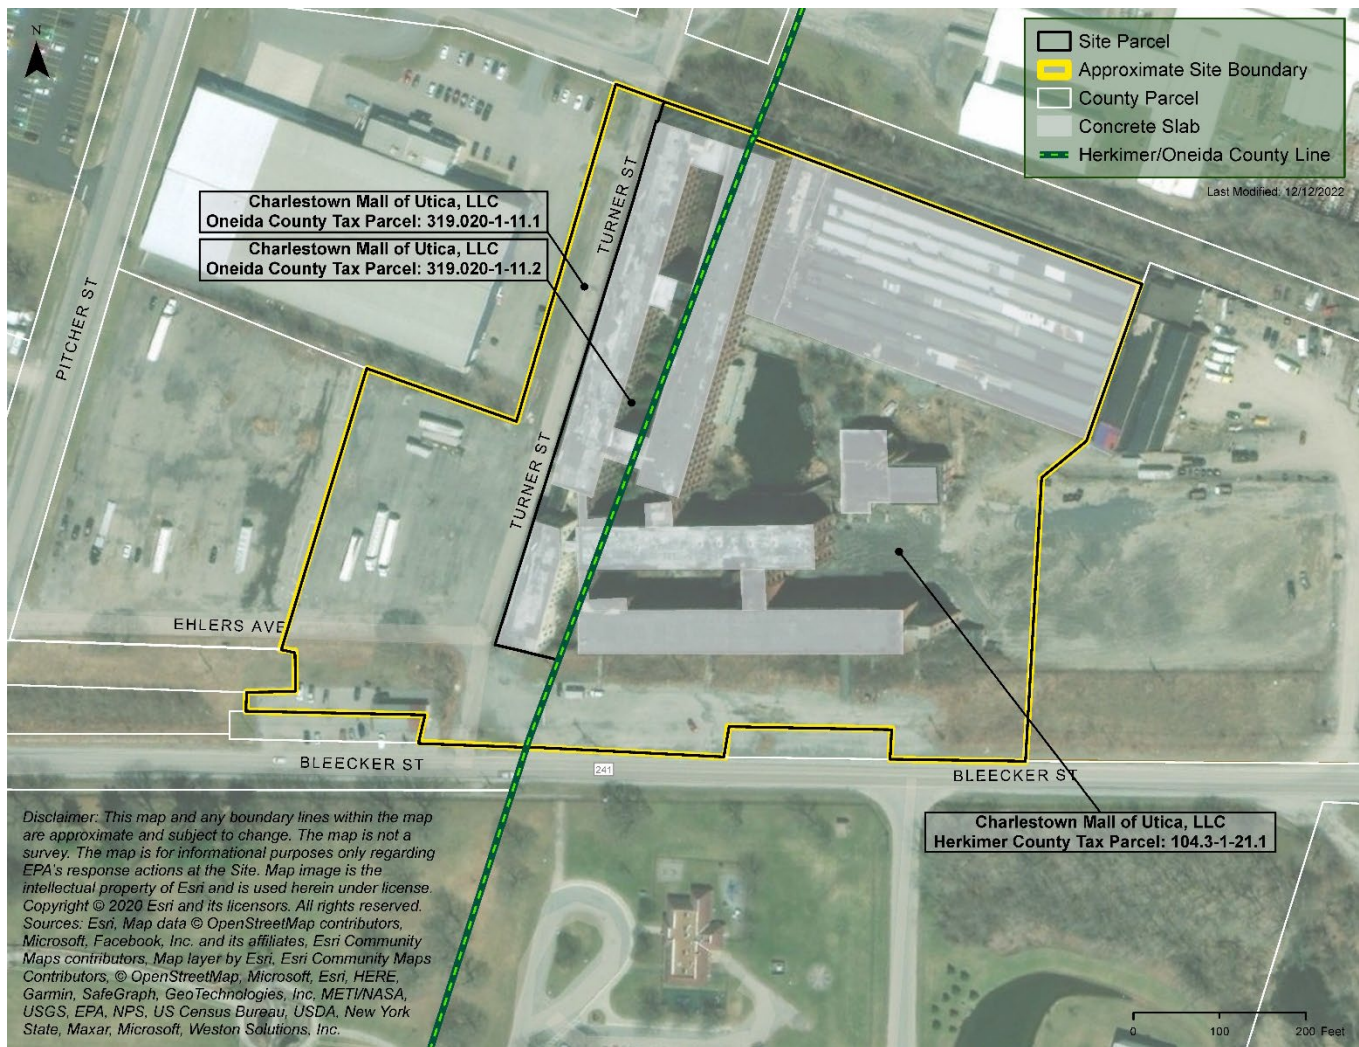 N
Site Parcel
Approximate Site Boundary
County Parcel
Concrete Slab
Herkimer/Oneida County Line
Last Modified: 12/12/2022
Charlestown Mall of Utica, LLC
Oneida County Tax Parcel: 319.020-1-11.1
Charlestown Mall of Utica, LLC
Oneida County Tax Parcel: 319.020-1-11.2
TURNER ST
PITCHER ST
TURNER ST
EHLERS AVE
BLEECKER ST
241
BLEECKER ST
Charlestown Mall of Utica, LLC
Herkimer County Tax Parcel: 104.3-1-21.1
Disclaimer: This map and any boundary lines within the map
are approximate and subject to change. The map is not a
survey. The map is for informational purposes only regarding
EPA's response actions at the Site. Map image is the
intellectual property of Esri and is used herein under license.
Copyright © 2020 Esri and its licensors. All rights reserved.
Sources: Esri, Map data © OpenStreetMap contributors,
Microsoft, Facebook, Inc. and its affiliates, Esri Community
Maps contributors, Map layer by Esri, Esri Community Maps
Contributors, © OpenStreetMap, Microsoft, Esri, HERE,
Garmin, SafeGraph, GeoTechnologies, Inc. METI/NASA,
USGS, EPA, NPS, US Census Bureau, USDA, New York
State, Maxar, Microsoft, Weston Solutions, Inc.
0 100 200 Feet